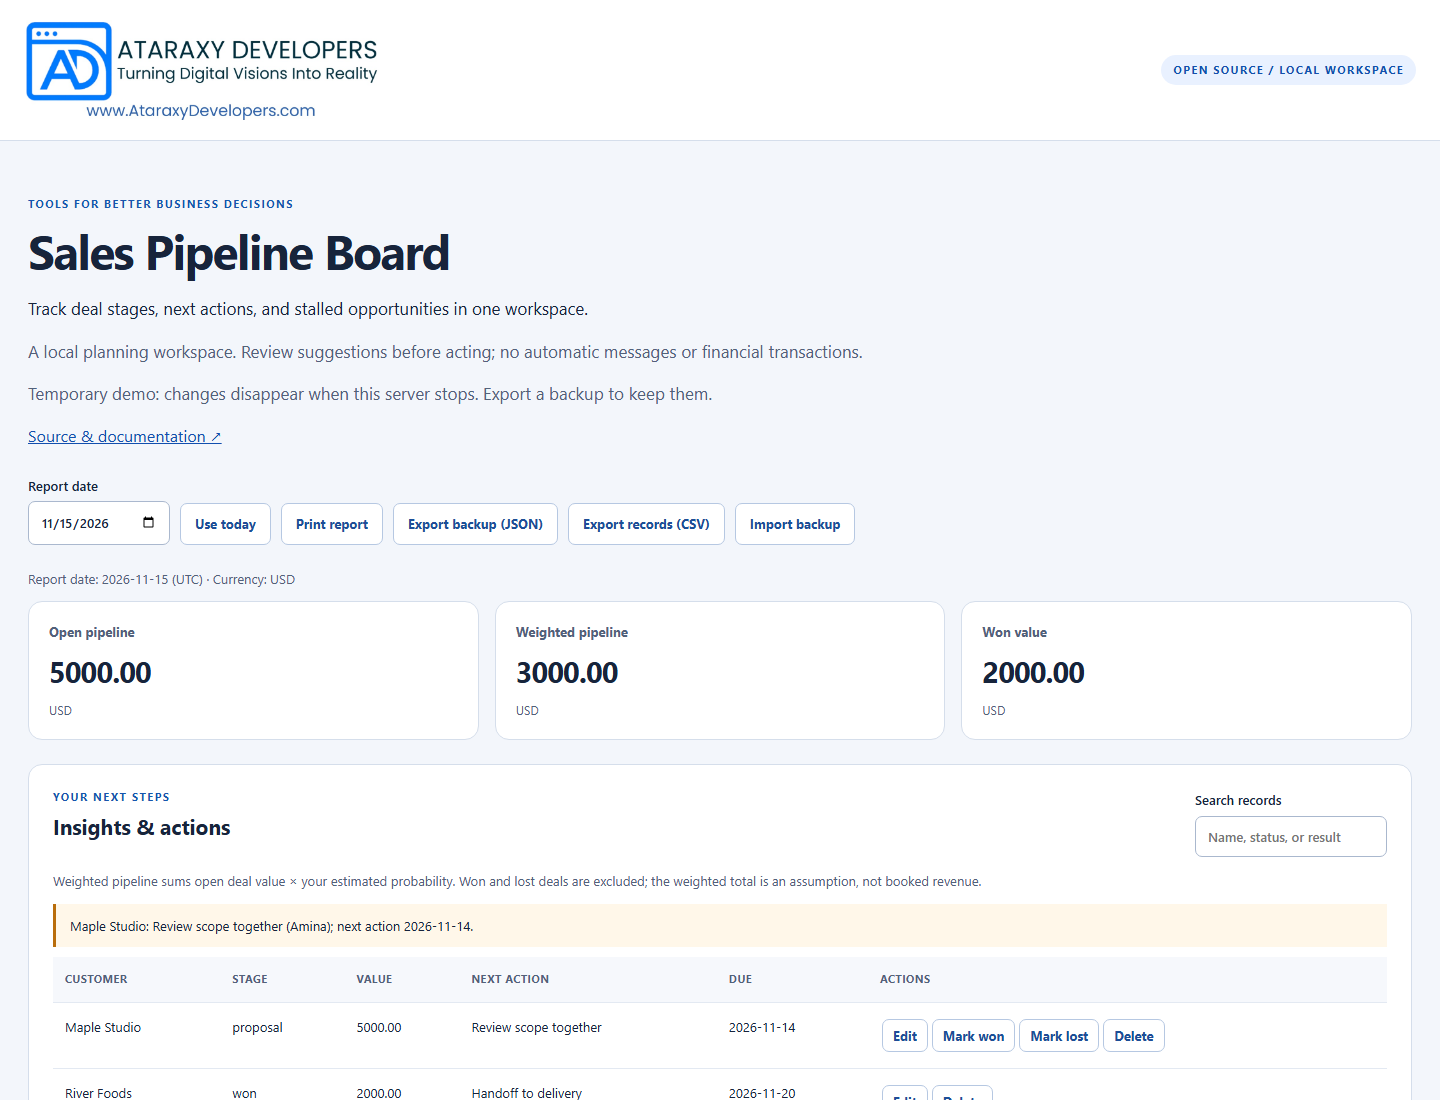 AD
ATARAXY DEVELOPERS
Turning Digital Visions Into Reality
www.AtaraxyDevelopers.com
OPEN SOURCE / LOCAL WORKSPACE
TOOLS FOR BETTER BUSINESS DECISIONS
Sales Pipeline Board
Track deal stages, next actions, and stalled opportunities in one workspace.
A local planning workspace. Review suggestions before acting; no automatic messages or financial transactions.
Temporary demo: changes disappear when this server stops. Export a backup to keep them.
Source & documentation ↗
Report date
11/15/2026 Use today Print report Export backup (JSON) Export records (CSV) Import backup
Report date: 2026-11-15 (UTC) · Currency: USD
Open pipeline Weighted pipeline Won value
5000.00 3000.00 2000.00
USD USD USD
YOUR NEXT STEPS
Search records
Insights & actions
Name, status, or result
Weighted pipeline sums open deal value × your estimated probability. Won and lost deals are excluded; the weighted total is an assumption, not booked revenue.
Maple Studio: Review scope together (Amina); next action 2026-11-14.
CUSTOMER STAGE VALUE NEXT ACTION DUE ACTIONS
Maple Studio proposal 5000.00 Review scope together 2026-11-14 Edit Mark won Mark lost Delete
River Foods won 2000.00 Handoff to delivery 2026-11-20 Edit Delete